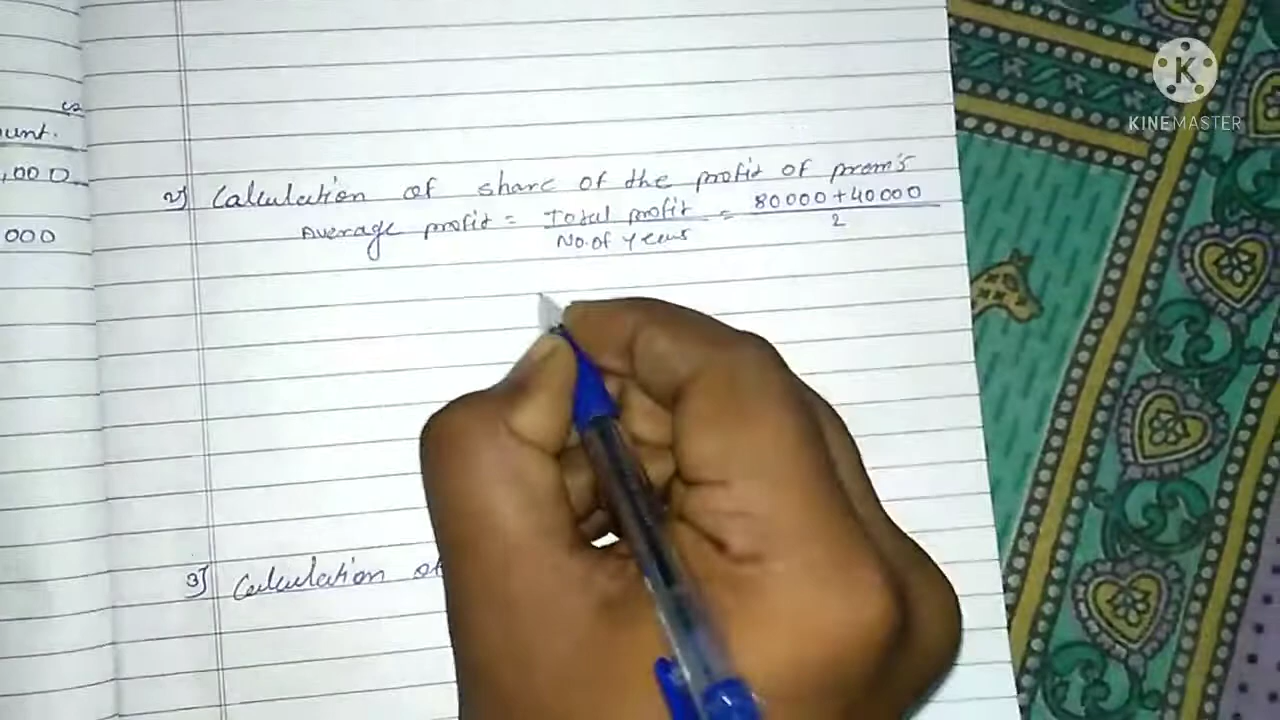 K
KINEMASTER
unt.
,000
000
2) Calculation of share of the profit of prem's
Average profit = Total profit / No. of years = 80000+40000 / 2
3) Calculation of